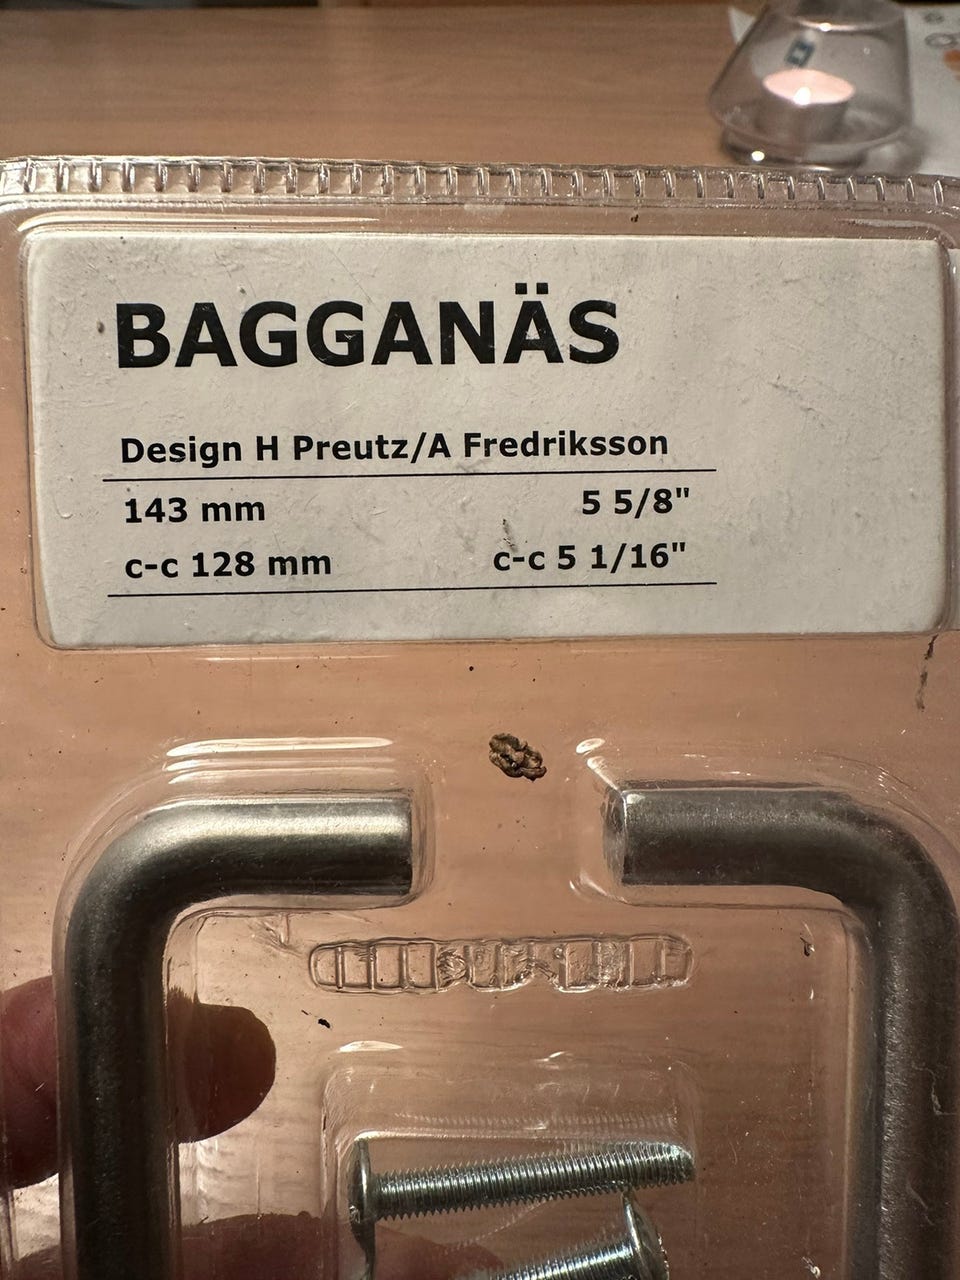 BAGGANÄS
Design H Preutz/A Fredriksson
143 mm 5 5/8"
c-c 128 mm c-c 5 1/16"